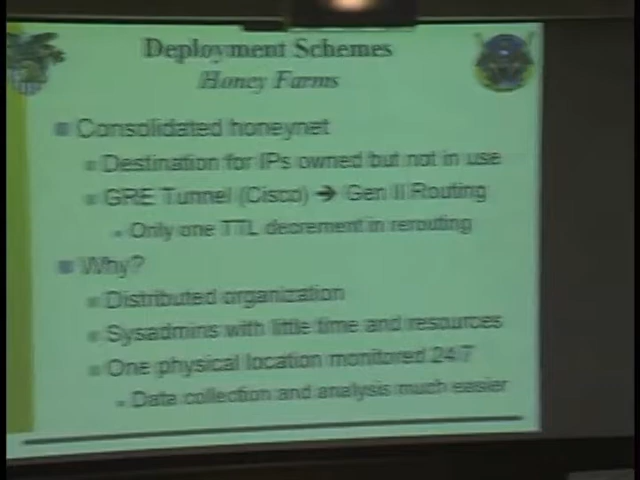 Deployment Schemes
Honey Farms
Consolidated honeynet
Destination for IPs owned but not in use
GRE Tunnel (Cisco) → Gen II Routing
Only one TTL decrement in rerouting
Why?
Distributed organization
Sysadmins with little time and resources
One physical location monitored 24/7
Data collection and analysis much easier